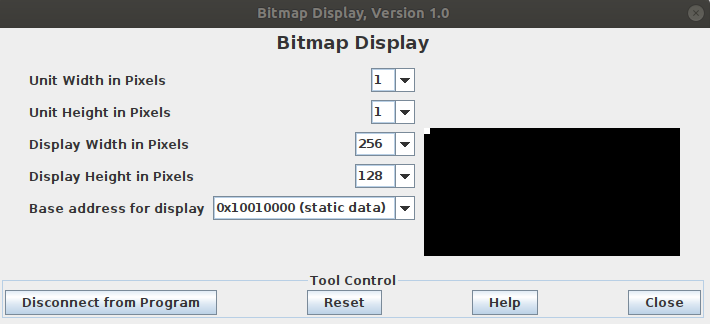 Bitmap Display, Version 1.0
Bitmap Display
Unit Width in Pixels 1
Unit Height in Pixels 1
Display Width in Pixels 256
Display Height in Pixels 128
Base address for display 0x10010000 (static data)
Tool Control
Disconnect from Program Reset Help Close